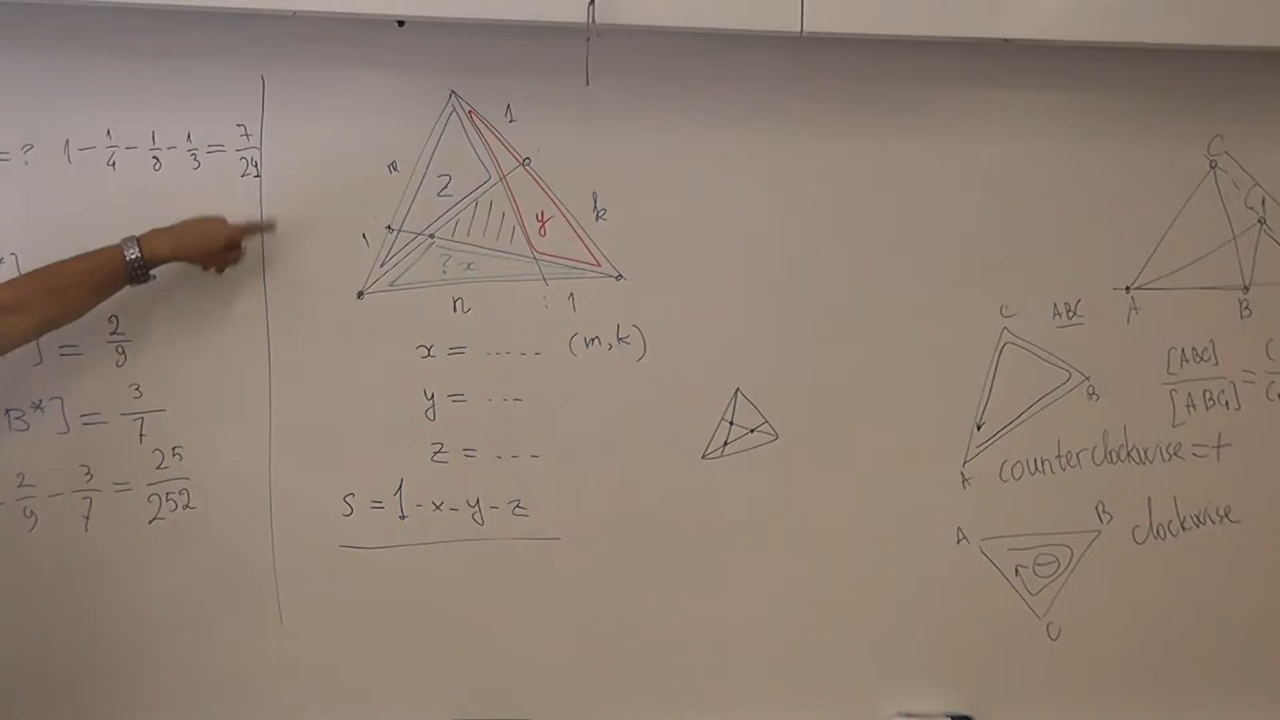 = ? 1 - 1/4 - 1/8 - 1/3 = 7/24
] = 2/9
B*] = 3/7
- 2/9 - 3/7 = 25/252
1
m
k
1
z
y
? x
n : 1
x = ..... (m, k)
y = ...
z = ...
S = 1 - x - y - z
C
A B
C ABC
B
A
[ABC]
[ABC₁] =
counterclockwise = +
A B clockwise
C